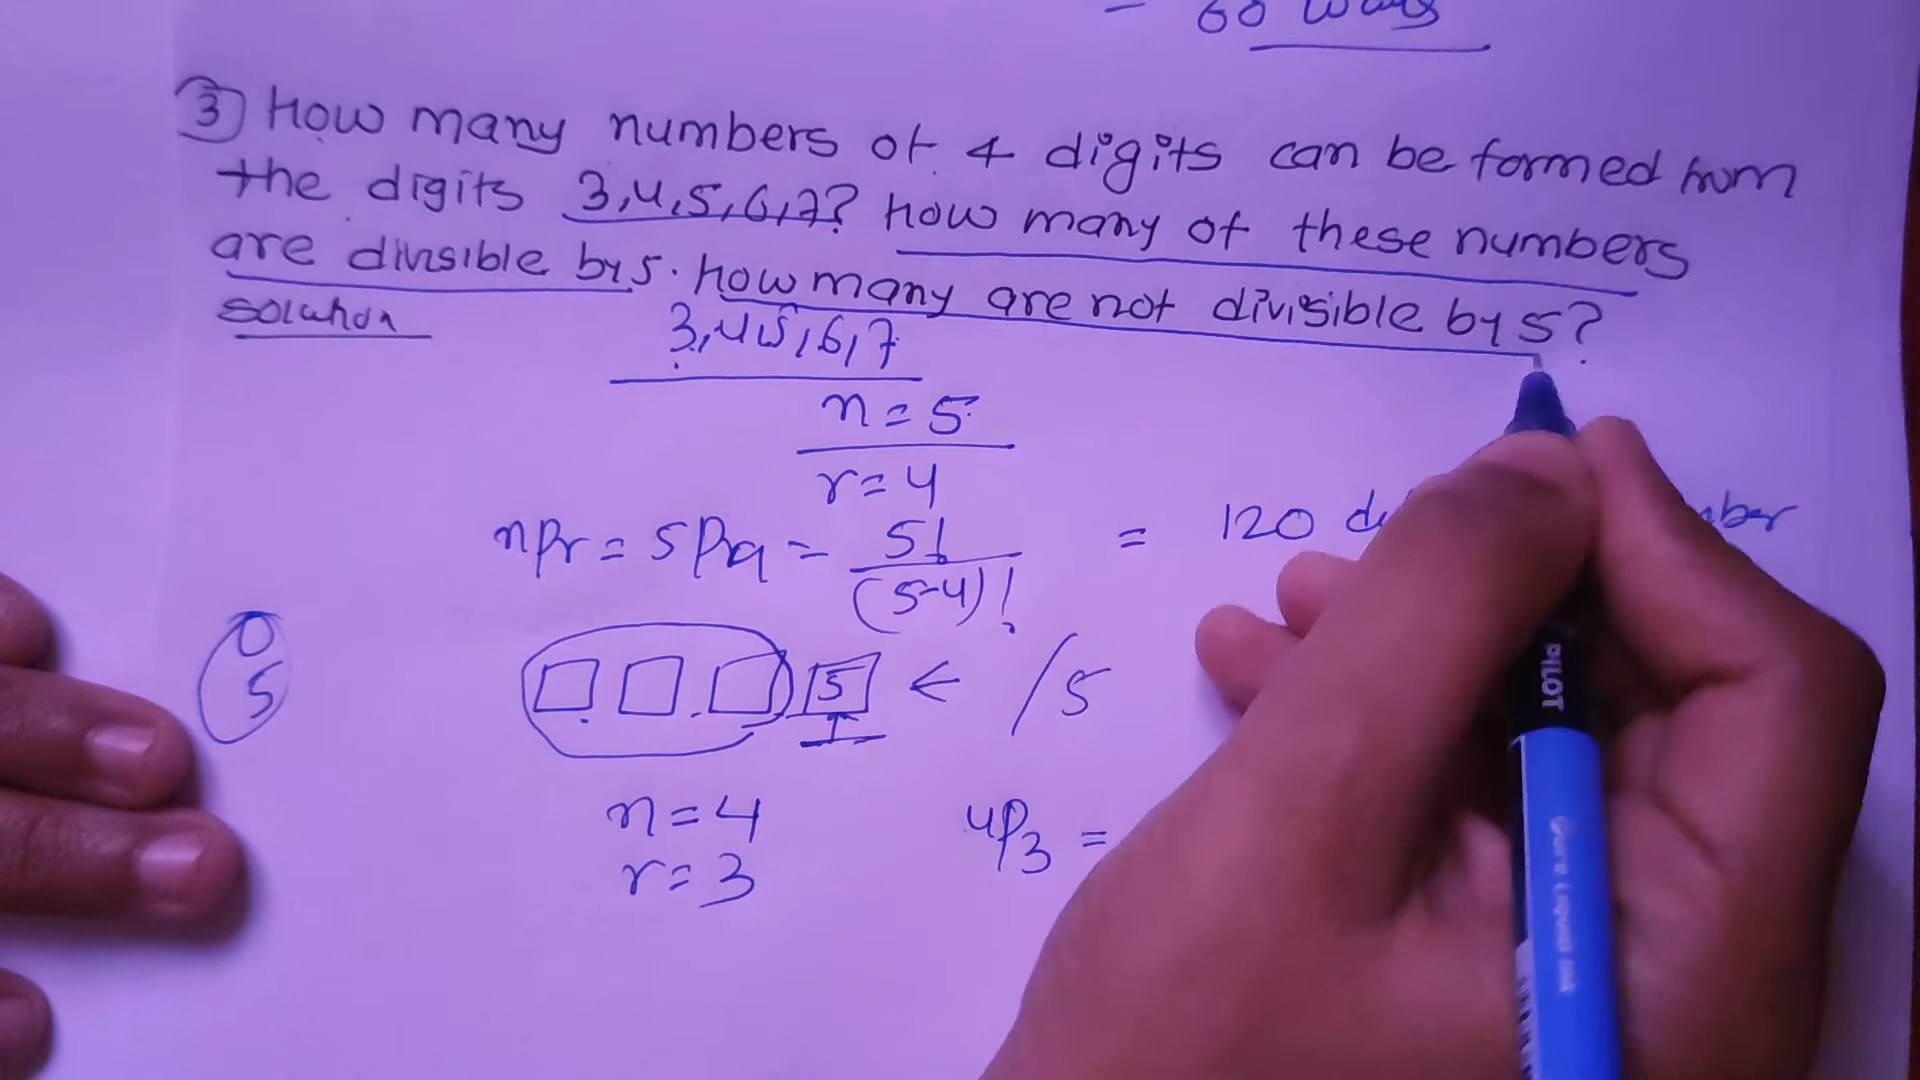 = 60 ways
③ How many numbers of 4 digits can be formed from
the digits 3,4,5,6,7? How many of these numbers
are divisible by 5. How many are not divisible by 5?
solution
3,4,5,6,7
n=5
r=4
nPr = 5P4 = 5! / (5-4)! = 120
0
5
5 ← /5
n=4
r=3
4P3 =
PILOT